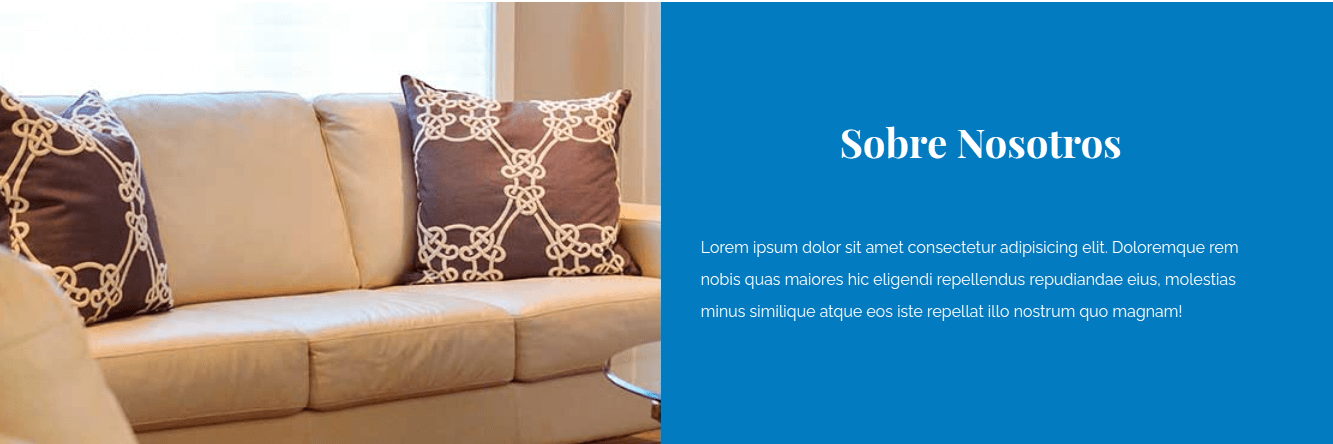 Sobre Nosotros
Lorem ipsum dolor sit amet consectetur adipisicing elit. Doloremque rem
nobis quas maiores hic eligendi repellendus repudiandae eius, molestias
minus similique atque eos iste repellat illo nostrum quo magnam!